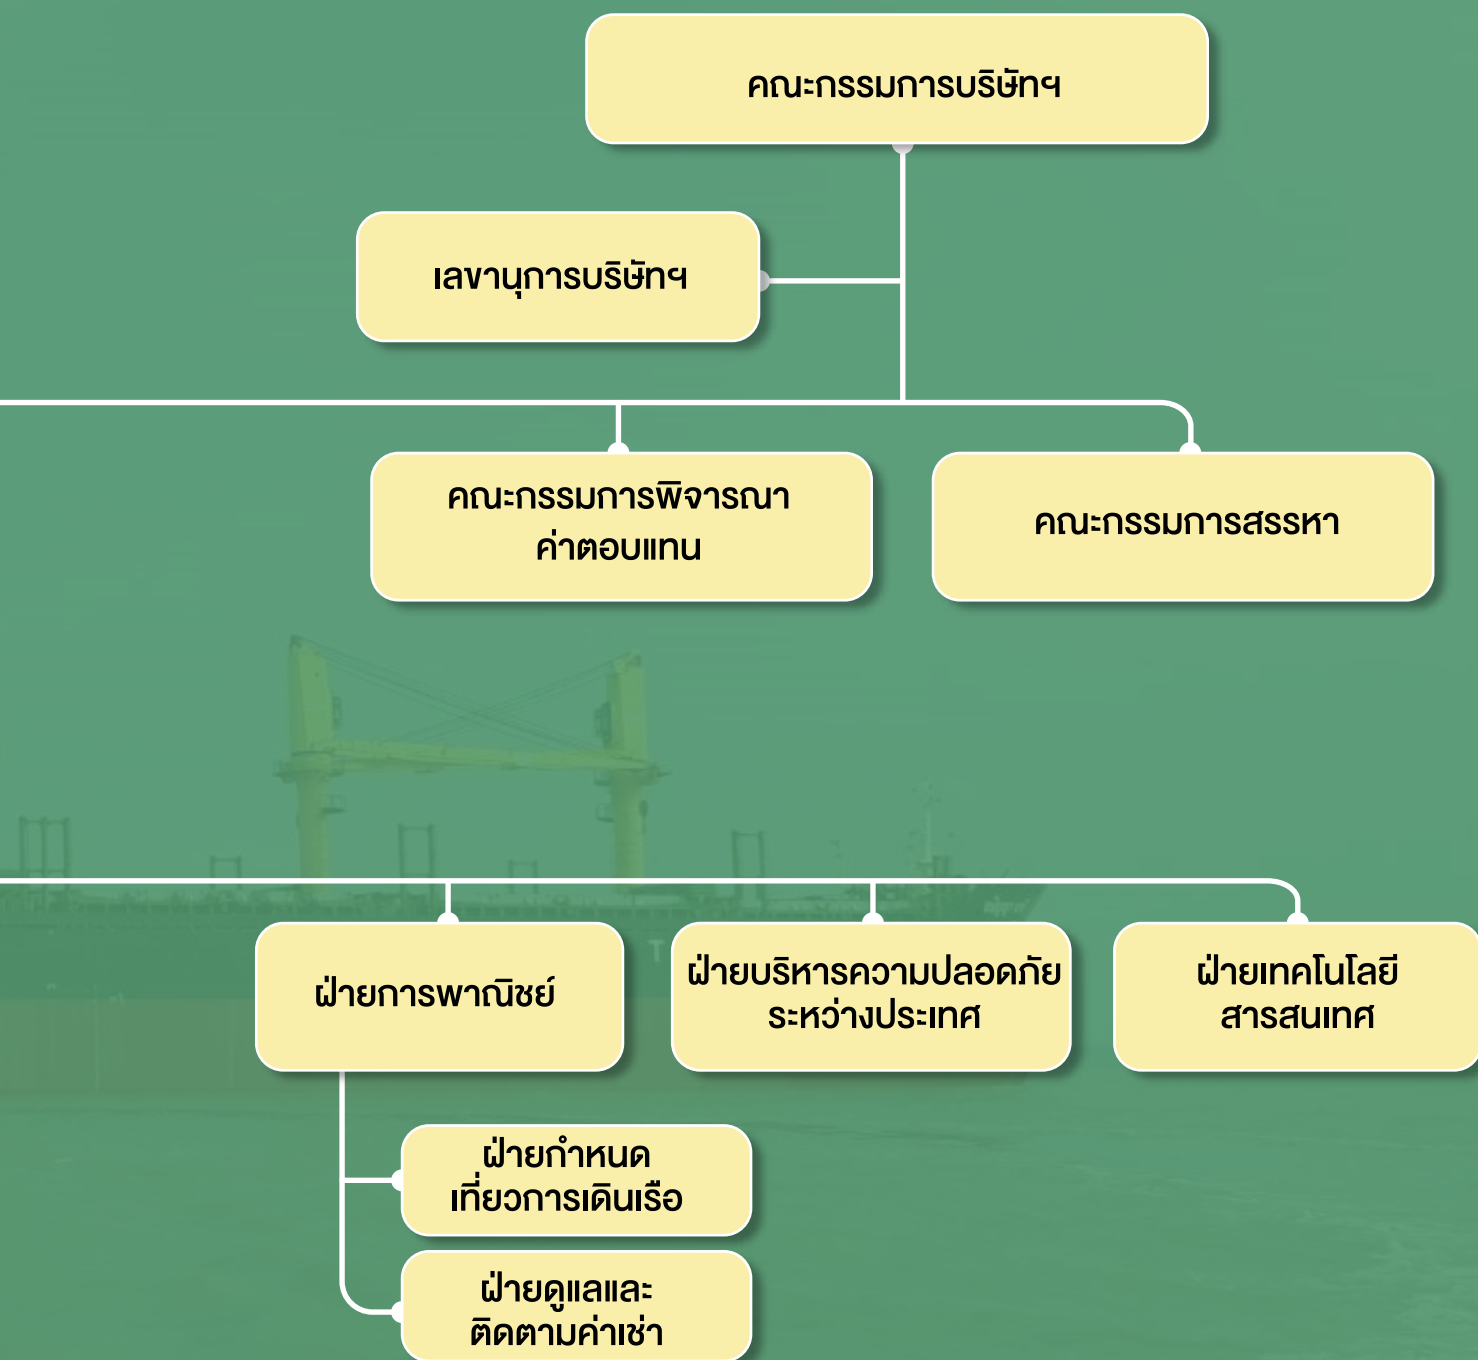 คณะกรรมการบริษัทฯ
เลขานุการบริษัทฯ
คณะกรรมการพิจารณา
ค่าตอบแทน
คณะกรรมการสรรหา
ฝ่ายการพาณิชย์
ฝ่ายบริหารความปลอดภัย
ระหว่างประเทศ
ฝ่ายเทคโนโลยี
สารสนเทศ
ฝ่ายกำหนด
เที่ยวการเดินเรือ
ฝ่ายดูแลและ
ติดตามค่าเช่า